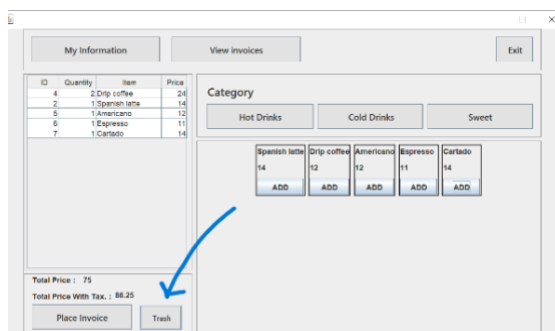 My Information View invoices Exit
ID Quantity Item Price
4 2 Drip coffee 24
2 1 Spanish latte 14
5 1 Americano 12
6 1 Espresso 11
7 1 Cartado 14
Category
Hot Drinks Cold Drinks Sweet
Spanish latte Drip coffee Americano Espresso Cartado
14 12 12 11 14
ADD ADD ADD ADD ADD
Total Price : 75
Total Price With Tax. : 86.25
Place Invoice Trash